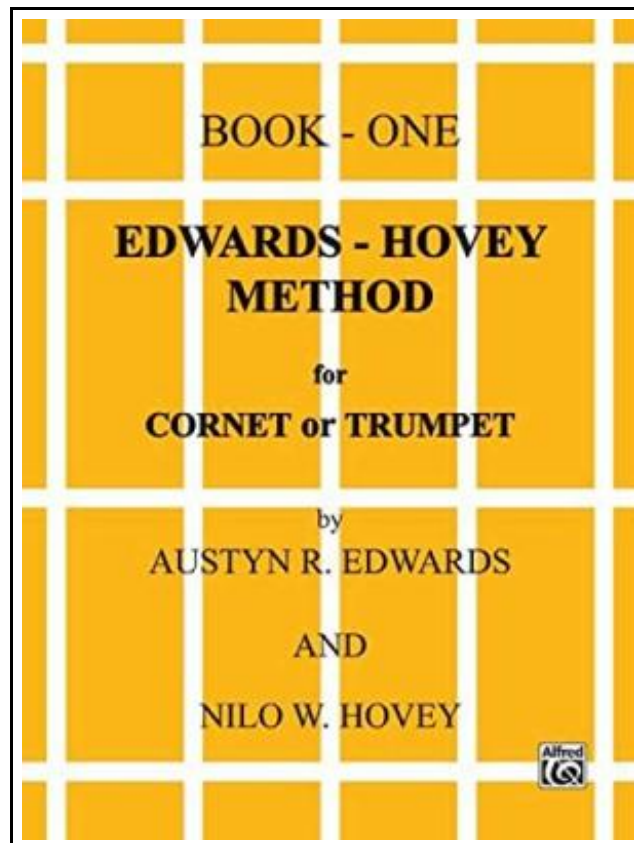 BOOK - ONE
EDWARDS - HOVEY
METHOD
for
CORNET or TRUMPET
by
AUSTYN R. EDWARDS
AND
NILO W. HOVEY
Alfred